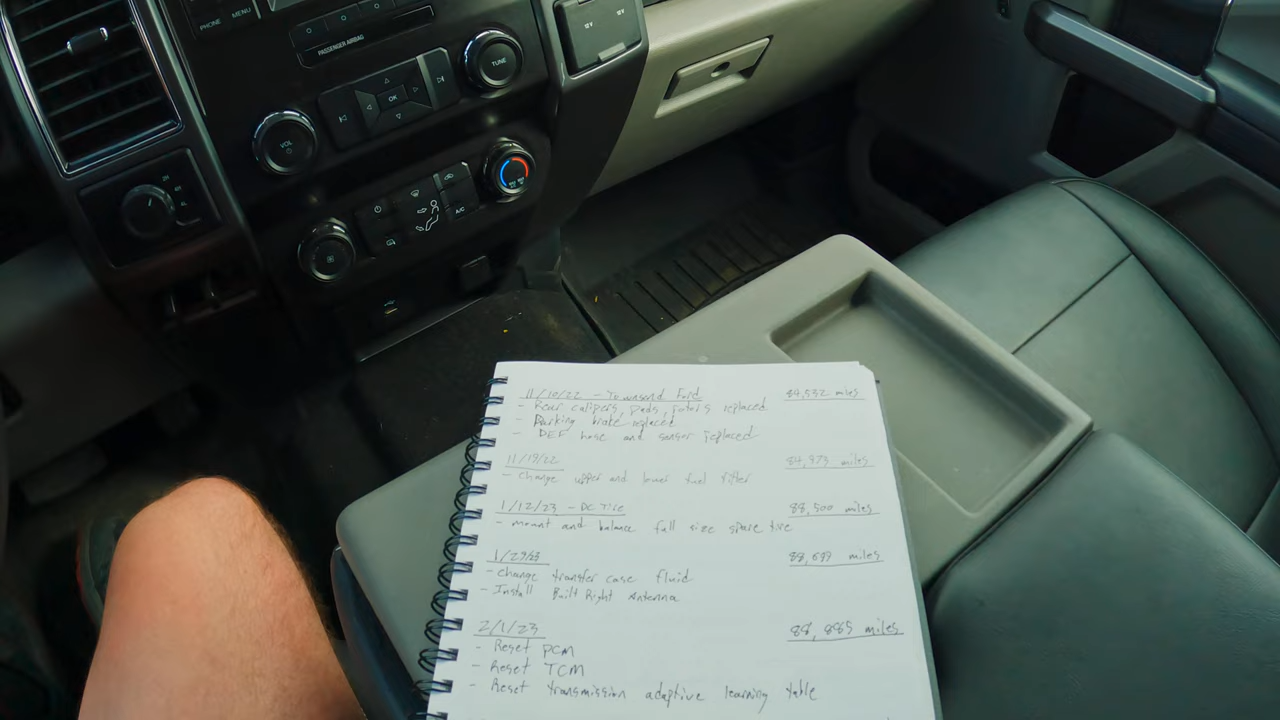 PHONE MENU
PASSENGER AIRBAG
12V 12V
TUNE
OK
VOL
A/C
11/10/22 - Townsend Ford 84,532 miles
- Rear calipers, pads, rotors replaced
- Parking brake replaced
- DEF hose and sensor replaced
11/19/22 84,973 miles
- Change upper and lower fuel filter
1/12/23 - DC Tire 88,500 miles
- mount and balance full size spare tire
1/29/23 88,699 miles
- Change transfer case fluid
- Install Built Right Antenna
2/1/23 88,885 miles
- Reset PCM
- Reset TCM
- Reset transmission adaptive learning table